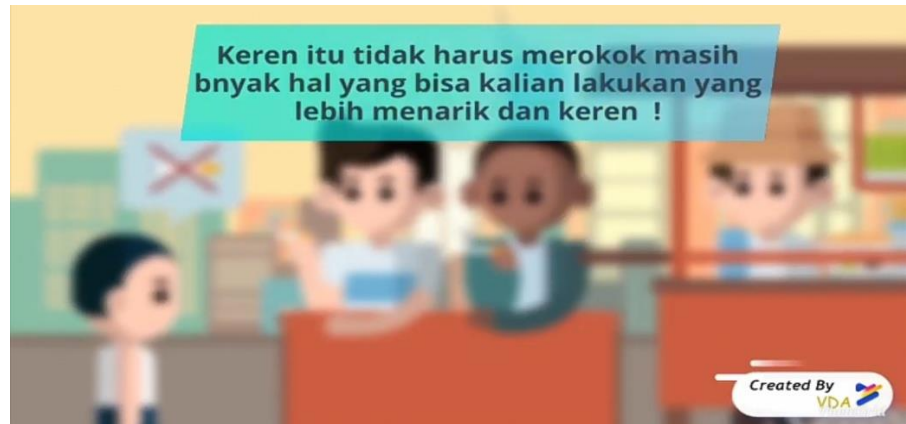 Keren itu tidak harus merokok masih
bnyak hal yang bisa kalian lakukan yang
lebih menarik dan keren !
Created By
VDA